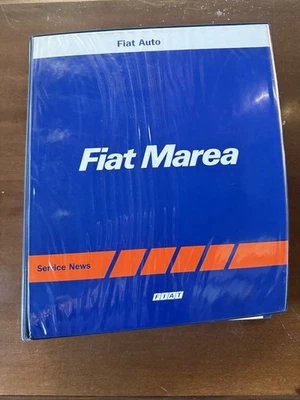 Fiat Auto
Fiat Marea
Service News
FIAT